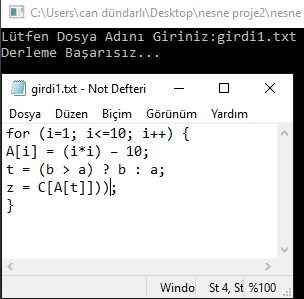 C:\Users\can dündarlı\Desktop\nesne proje2\nesne
Lütfen Dosya Adını Giriniz:girdi1.txt
Derleme Başarısız...
girdi1.txt - Not Defteri
Dosya Düzen Biçim Görünüm Yardım
for (i=1; i<=10; i++) {
A[i] = (i*i) – 10;
t = (b > a) ? b : a;
z = C[A[t]]));
}
Windo St 4, St %100